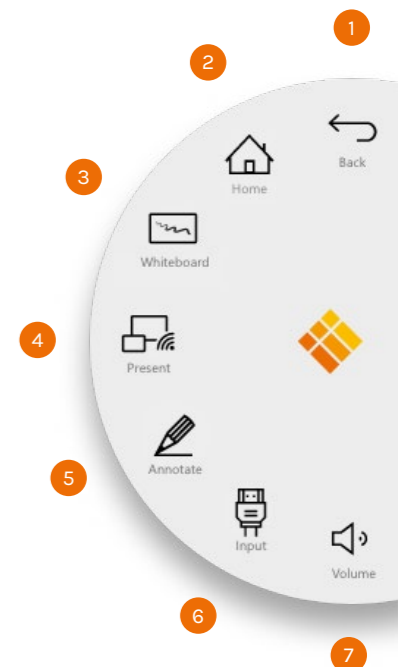 1
Back
2
Home
3
Whiteboard
4
Present
5
Annotate
6
Input
7
Volume